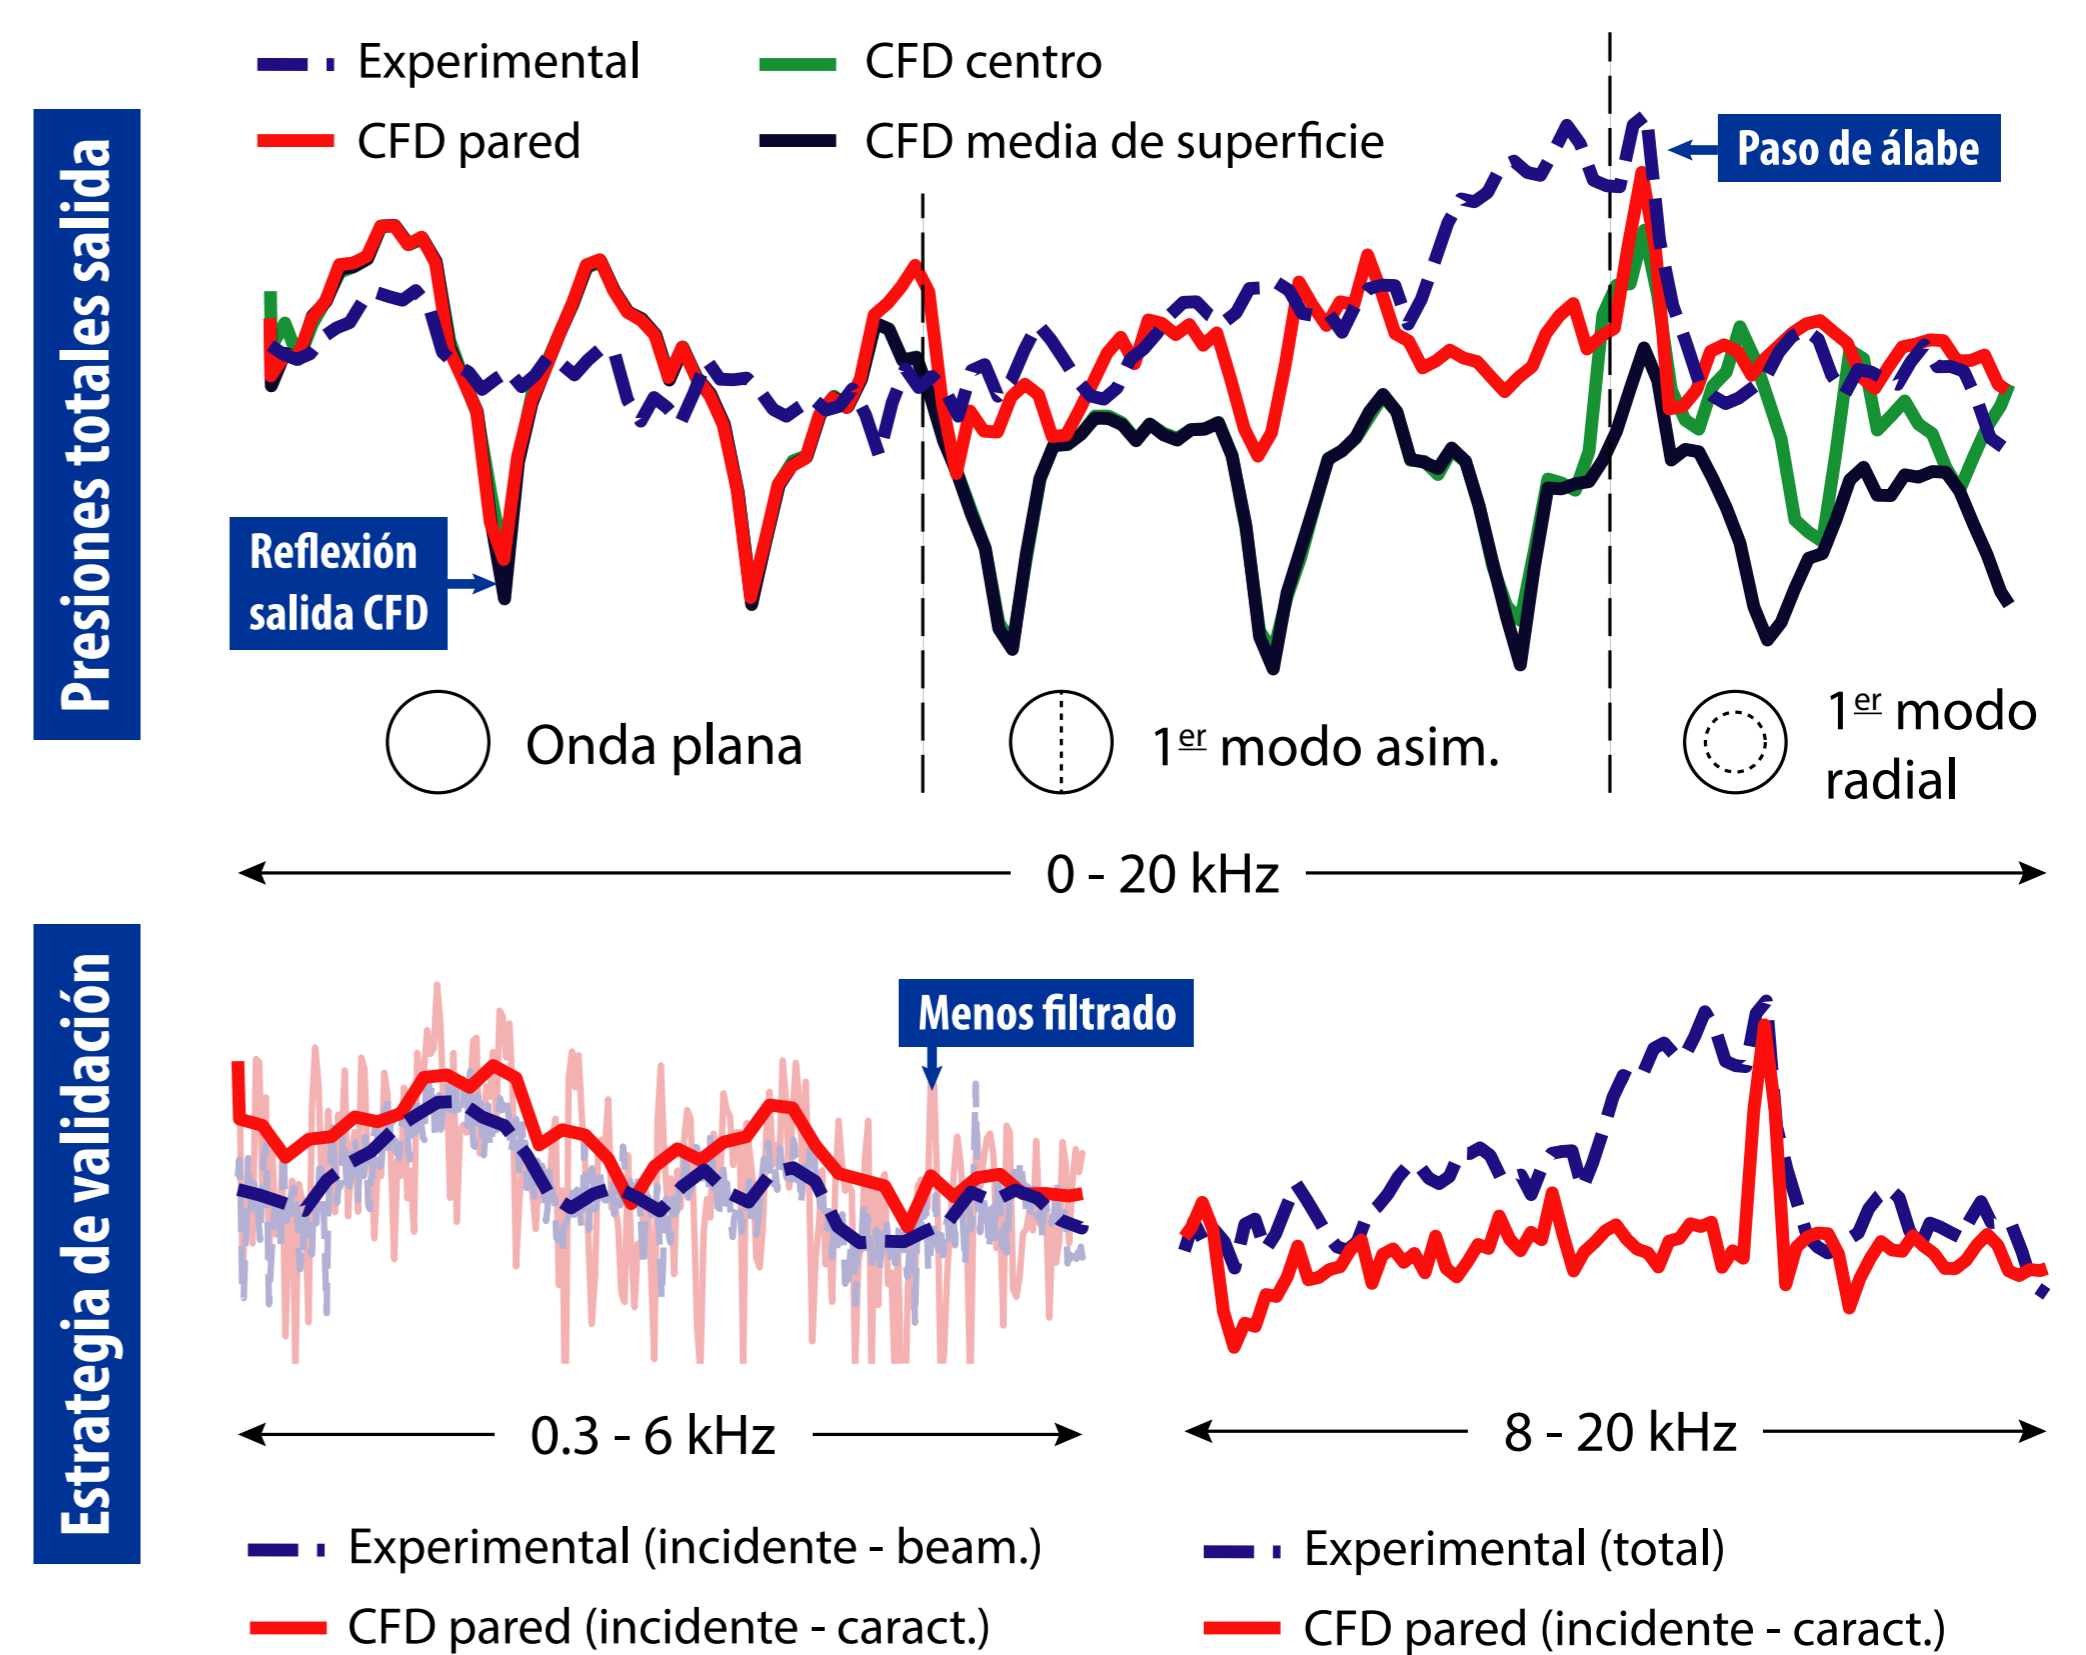 Experimental
CFD centro
CFD pared
CFD media de superficie
Paso de álabe
Presiones totales salida
Reflexión
salida CFD
Onda plana
1er modo asim.
1er modo
radial
0 - 20 kHz
Estrategia de validación
Menos filtrado
0.3 - 6 kHz
8 - 20 kHz
Experimental (incidente - beam.)
CFD pared (incidente - caract.)
Experimental (total)
CFD pared (incidente - caract.)